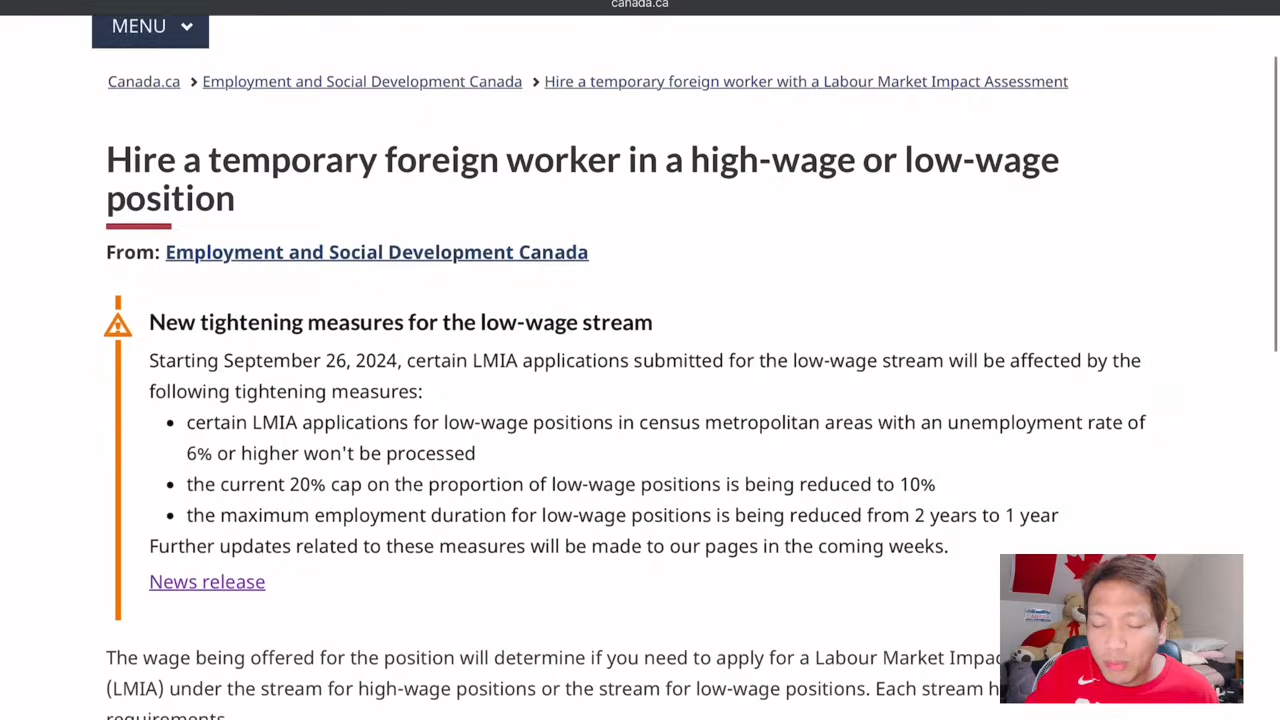 canada.ca
MENU
Canada.ca > Employment and Social Development Canada > Hire a temporary foreign worker with a Labour Market Impact Assessment
Hire a temporary foreign worker in a high-wage or low-wage
position
From: Employment and Social Development Canada
New tightening measures for the low-wage stream
Starting September 26, 2024, certain LMIA applications submitted for the low-wage stream will be affected by the
following tightening measures:
• certain LMIA applications for low-wage positions in census metropolitan areas with an unemployment rate of
6% or higher won't be processed
• the current 20% cap on the proportion of low-wage positions is being reduced to 10%
• the maximum employment duration for low-wage positions is being reduced from 2 years to 1 year
Further updates related to these measures will be made to our pages in the coming weeks.
News release
The wage being offered for the position will determine if you need to apply for a Labour Market
(LMIA) under the stream for high-wage positions or the stream for low-wage positions. Each stream
requirements.